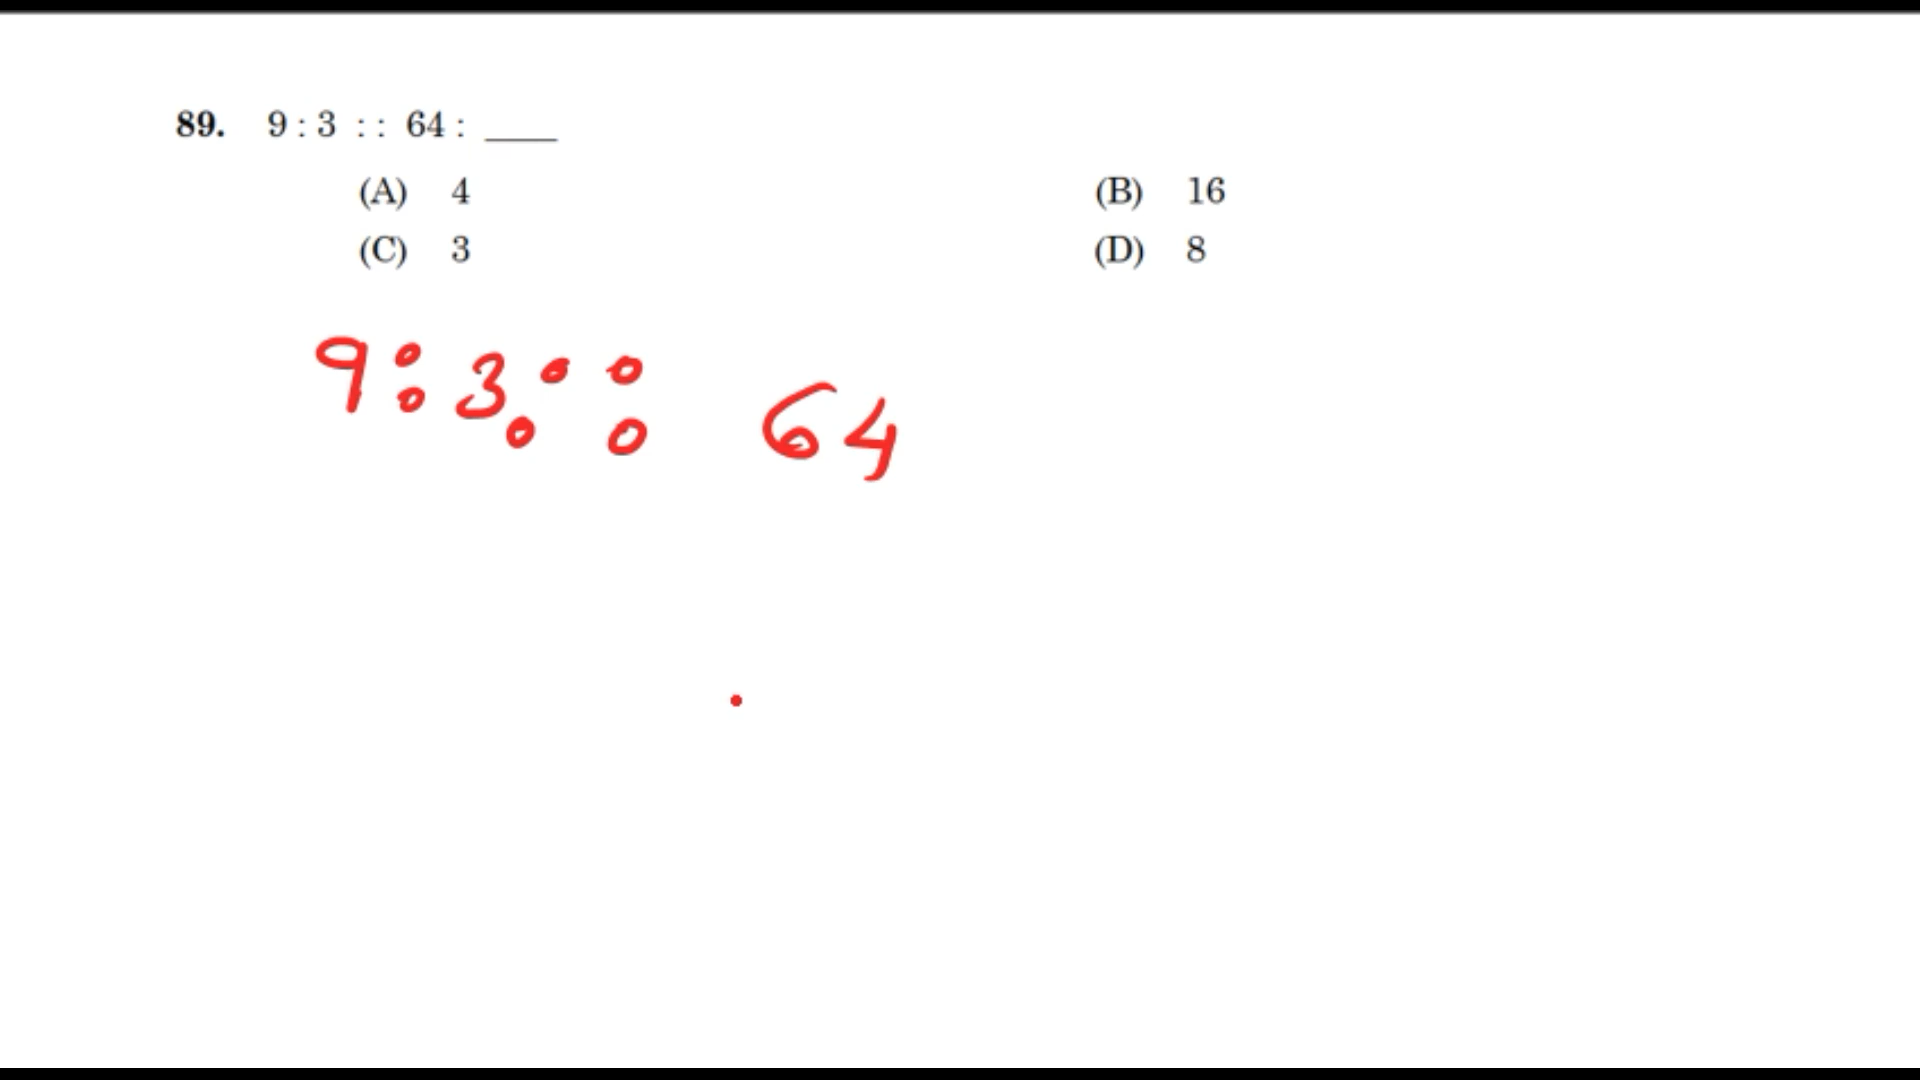 89. 9 : 3 : : 64 : ____
(A) 4 (B) 16
(C) 3 (D) 8
9 : 3 : : 64